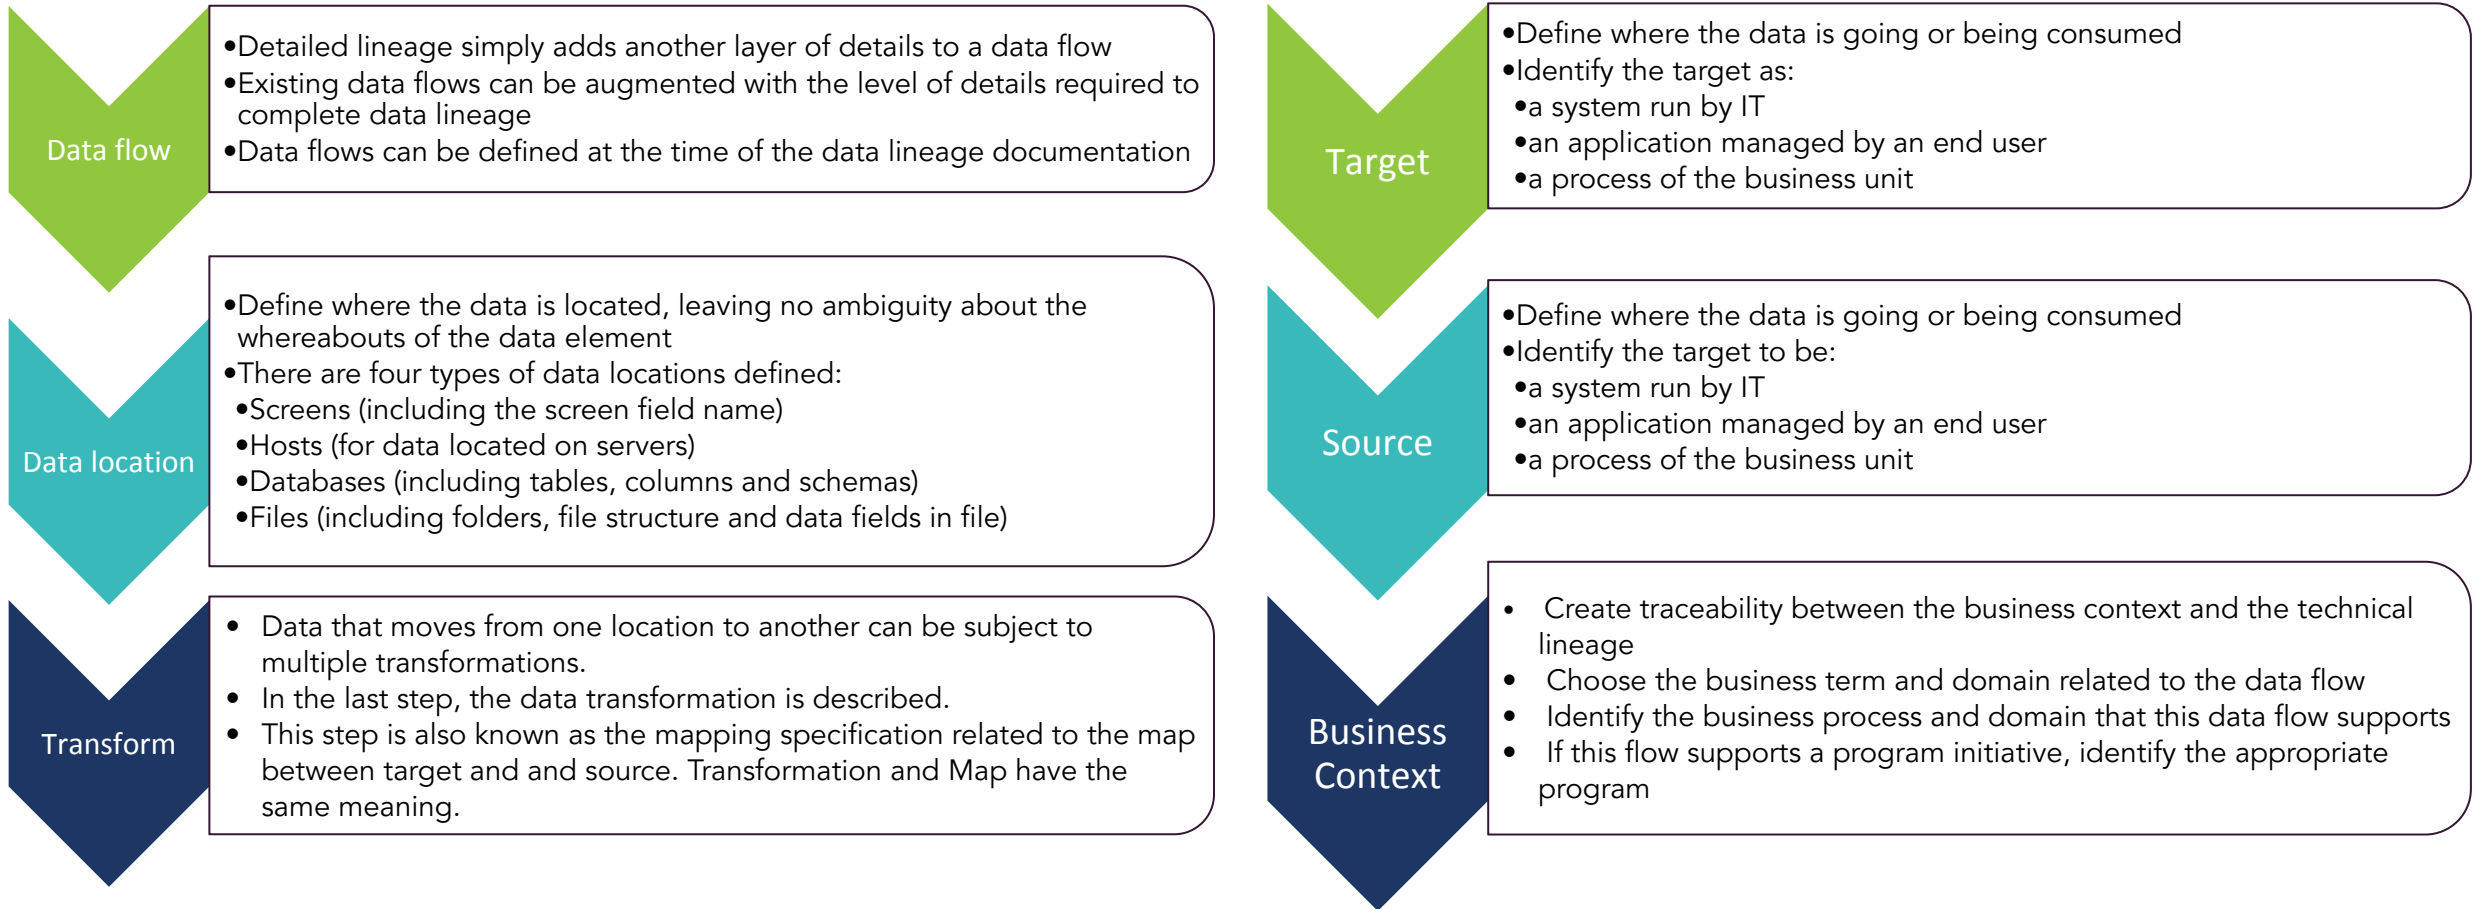 Data flow
•Detailed lineage simply adds another layer of details to a data flow
•Existing data flows can be augmented with the level of details required to
complete data lineage
•Data flows can be defined at the time of the data lineage documentation
Data location
•Define where the data is located, leaving no ambiguity about the
whereabouts of the data element
•There are four types of data locations defined:
•Screens (including the screen field name)
•Hosts (for data located on servers)
•Databases (including tables, columns and schemas)
•Files (including folders, file structure and data fields in file)
Transform
• Data that moves from one location to another can be subject to
multiple transformations.
• In the last step, the data transformation is described.
• This step is also known as the mapping specification related to the map
between target and and source. Transformation and Map have the
same meaning.
Target
•Define where the data is going or being consumed
•Identify the target as:
•a system run by IT
•an application managed by an end user
•a process of the business unit
Source
•Define where the data is going or being consumed
•Identify the target to be:
•a system run by IT
•an application managed by an end user
•a process of the business unit
Business
Context
• Create traceability between the business context and the technical
lineage
• Choose the business term and domain related to the data flow
• Identify the business process and domain that this data flow supports
• If this flow supports a program initiative, identify the appropriate
program